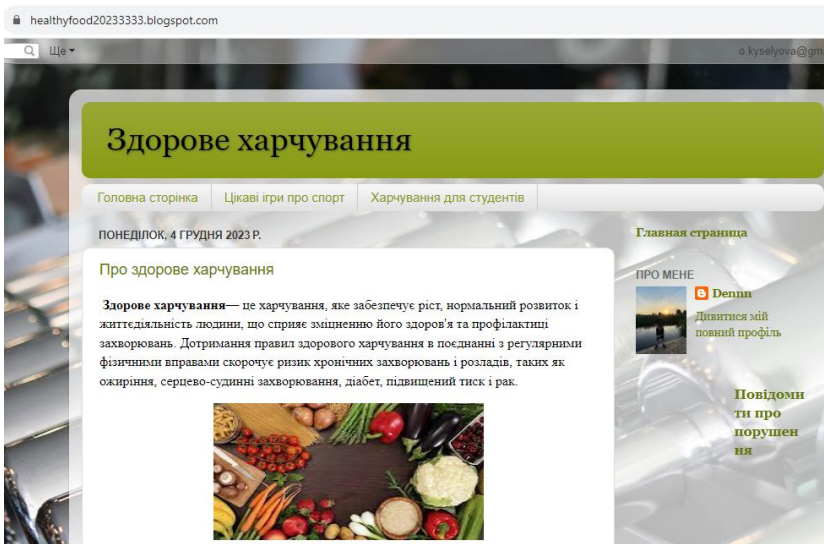 healthyfood20233333.blogspot.com
Ще
o.kyselyova@gm
Здорове харчування
Головна сторінка
Цікаві ігри про спорт
Харчування для студентів
ПОНЕДІЛОК, 4 ГРУДНЯ 2023 Р.
Про здорове харчування
Здорове харчування— це харчування, яке забезпечує ріст, нормальний розвиток і
життєдіяльність людини, що сприяє зміцненню його здоров'я та профілактиці
захворювань. Дотримання правил здорового харчування в поєднанні з регулярними
фізичними вправами скорочує ризик хронічних захворювань і розладів, таких як
ожиріння, серцево-судинні захворювання, діабет, підвищений тиск і рак.
Главная страница
ПРО МЕНЕ
Dennn
Дивитися мій
повний профіль
Повідоми
ти про
порушен
ня